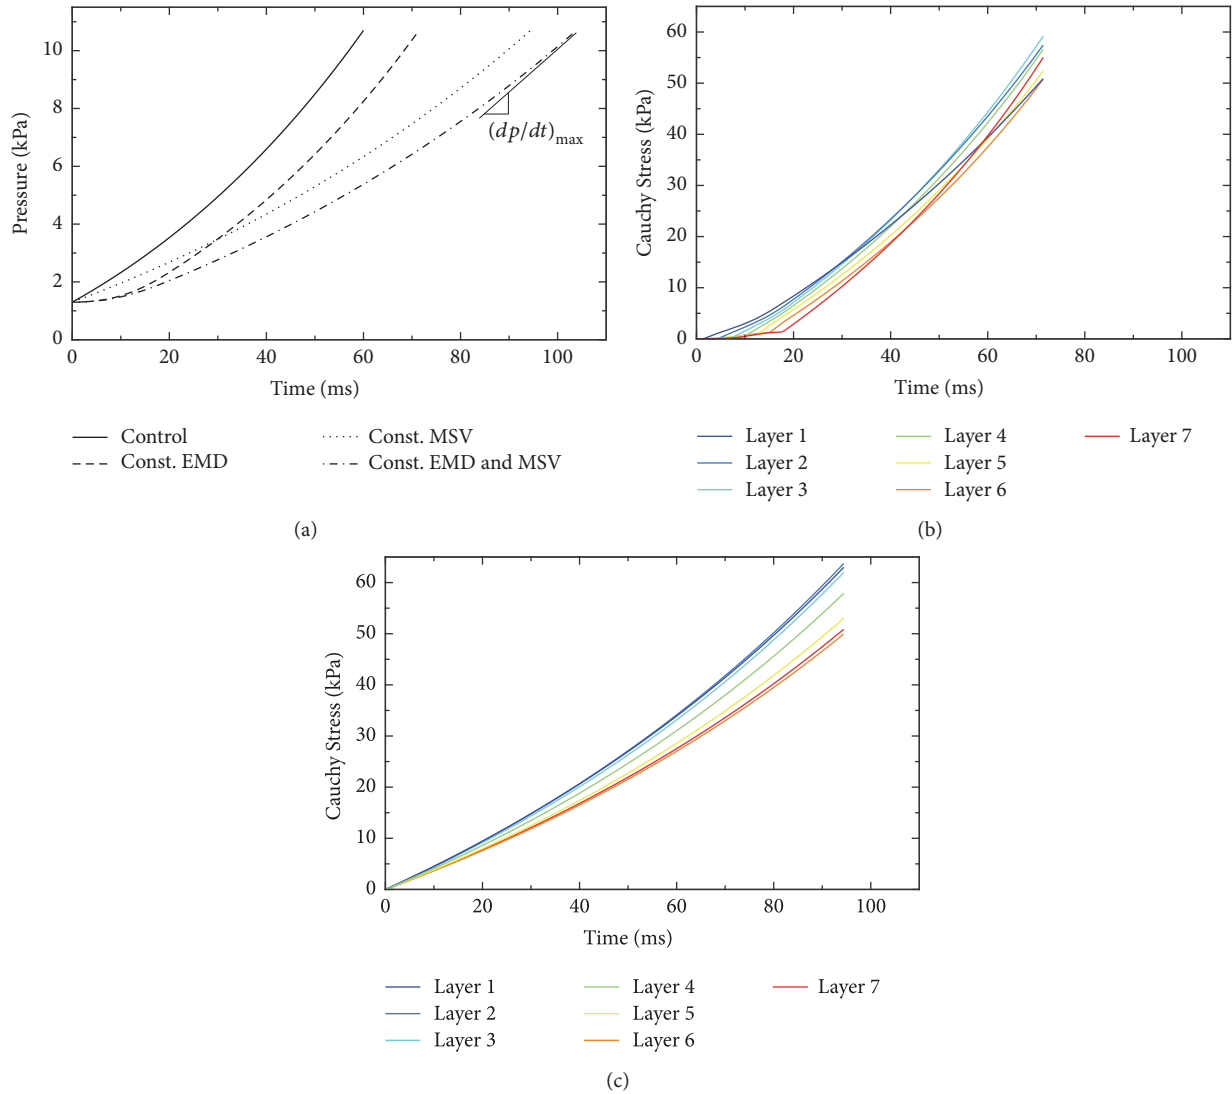 Pressure (kPa)
10
8
6
4
2
0
0 20 40 60 80 100
Time (ms)
(dp/dt)max
Control
Const. EMD
Const. MSV
Const. EMD and MSV
(a)
Cauchy Stress (kPa)
60
50
40
30
20
10
0
0 20 40 60 80 100
Time (ms)
Layer 1
Layer 2
Layer 3
Layer 4
Layer 5
Layer 6
Layer 7
(b)
Cauchy Stress (kPa)
60
50
40
30
20
10
0
0 20 40 60 80 100
Time (ms)
Layer 1
Layer 2
Layer 3
Layer 4
Layer 5
Layer 6
Layer 7
(c)